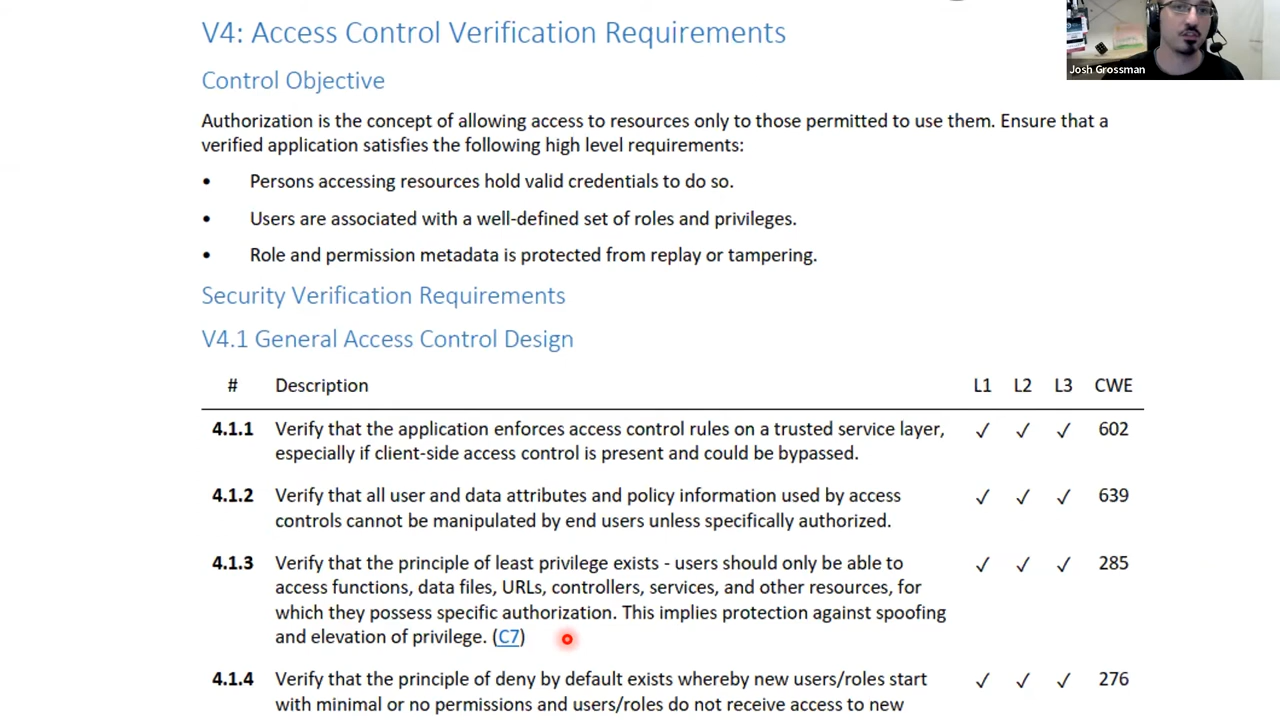 V4: Access Control Verification Requirements
Josh Grossman
Control Objective
Authorization is the concept of allowing access to resources only to those permitted to use them. Ensure that a
verified application satisfies the following high level requirements:
• Persons accessing resources hold valid credentials to do so.
• Users are associated with a well-defined set of roles and privileges.
• Role and permission metadata is protected from replay or tampering.
Security Verification Requirements
V4.1 General Access Control Design
# Description L1 L2 L3 CWE
4.1.1 Verify that the application enforces access control rules on a trusted service layer, ✓ ✓ ✓ 602
especially if client-side access control is present and could be bypassed.
4.1.2 Verify that all user and data attributes and policy information used by access ✓ ✓ ✓ 639
controls cannot be manipulated by end users unless specifically authorized.
4.1.3 Verify that the principle of least privilege exists - users should only be able to ✓ ✓ ✓ 285
access functions, data files, URLs, controllers, services, and other resources, for
which they possess specific authorization. This implies protection against spoofing
and elevation of privilege. (C7)
4.1.4 Verify that the principle of deny by default exists whereby new users/roles start ✓ ✓ ✓ 276
with minimal or no permissions and users/roles do not receive access to new